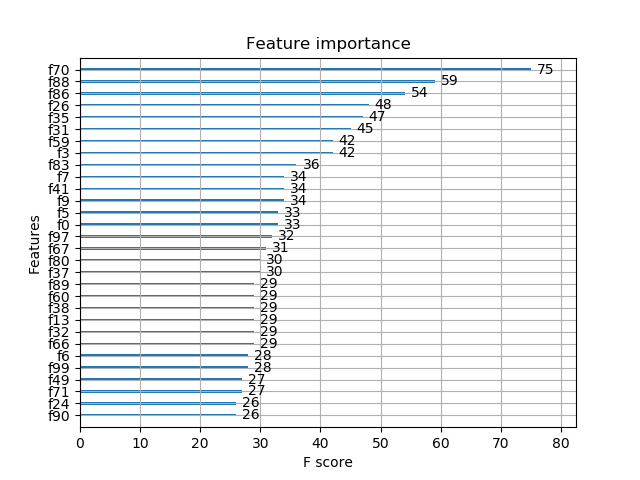 Feature importance
f70 75
f88 59
f86 54
f26 48
f35 47
f31 45
f59 42
f3 42
f83 36
f7 34
f41 34
f9 34
f5 33
f0 33
f97 32
f67 31
f80 30
f37 30
f89 29
f60 29
f38 29
f13 29
f32 29
f66 29
f6 28
f99 28
f49 27
f71 27
f24 26
f90 26
Features
0 10 20 30 40 50 60 70 80
F score